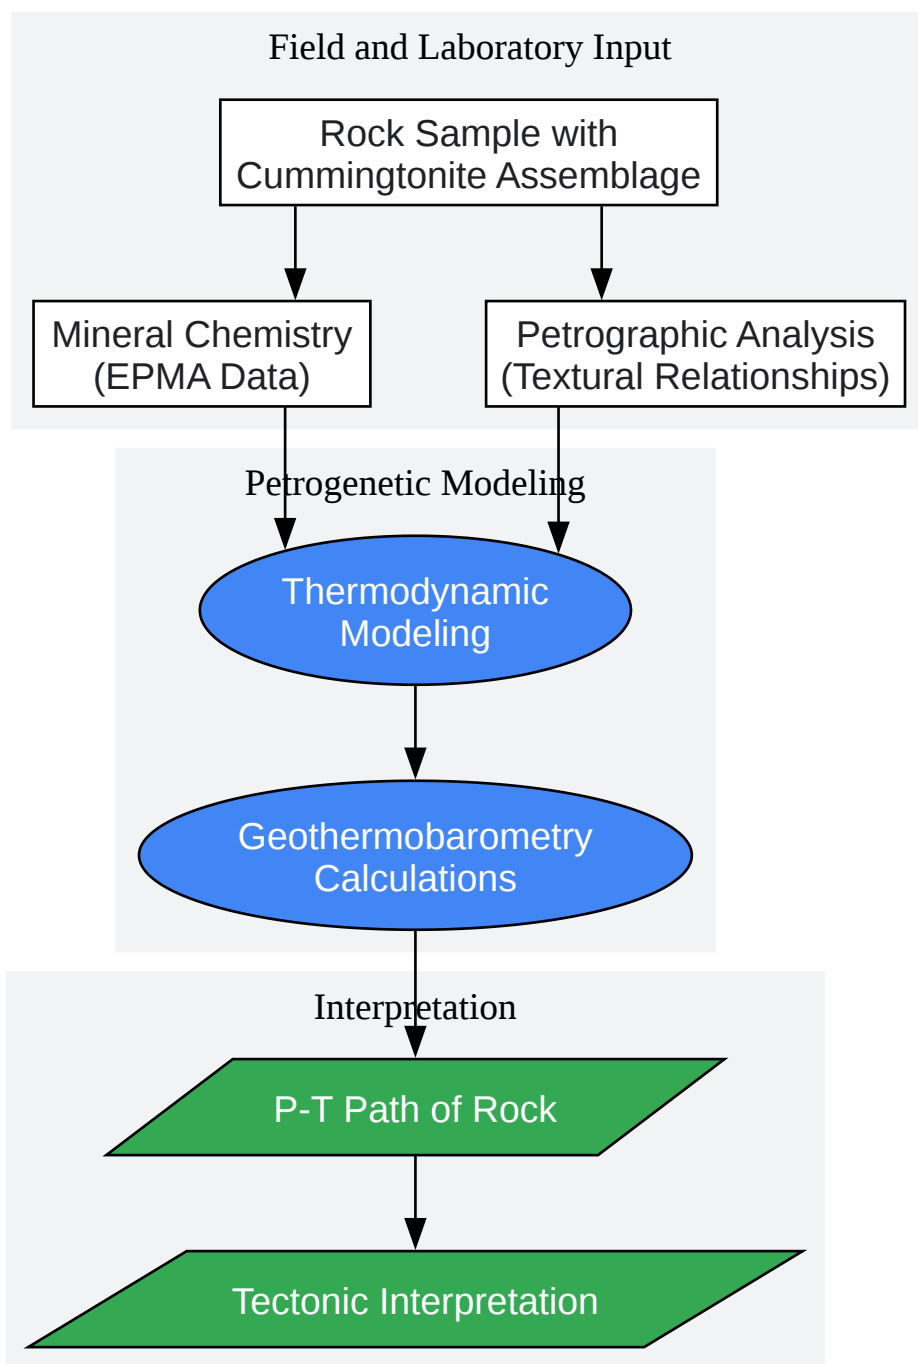 Field and Laboratory Input
Rock Sample with
Cummingtonite Assemblage
Mineral Chemistry
(EPMA Data)
Petrographic Analysis
(Textural Relationships)
Petrogenetic Modeling
Thermodynamic
Modeling
Geothermobarometry
Calculations
Interpretation
P-T Path of Rock
Tectonic Interpretation